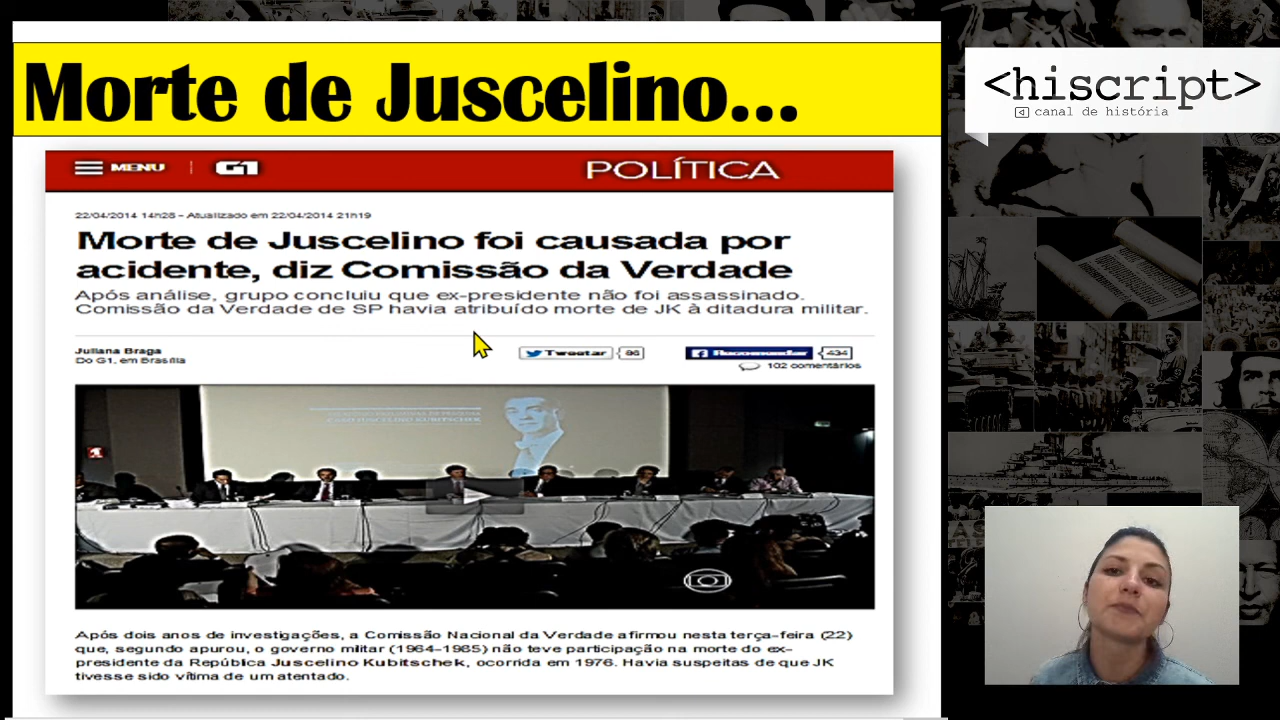 Morte de Juscelino...
<hiscript>
canal de história
MENU
G1
POLÍTICA
22/04/2014 14h28 - Atualizado em 22/04/2014 21h19
Morte de Juscelino foi causada por
acidente, diz Comissão da Verdade
Após análise, grupo concluiu que ex-presidente não foi assassinado.
Comissão da Verdade de SP havia atribuído morte de JK à ditadura militar.
Juliana Braga
Do G1, em Brasília
Tweetar 96
Recomendar 434
102 comentários
Após dois anos de investigações, a Comissão Nacional da Verdade afirmou nesta terça-feira (22)
que, segundo apurou, o governo militar (1964-1985) não teve participação na morte do ex-
presidente da República Juscelino Kubitschek, ocorrida em 1976. Havia suspeitas de que JK
tivesse sido vítima de um atentado.